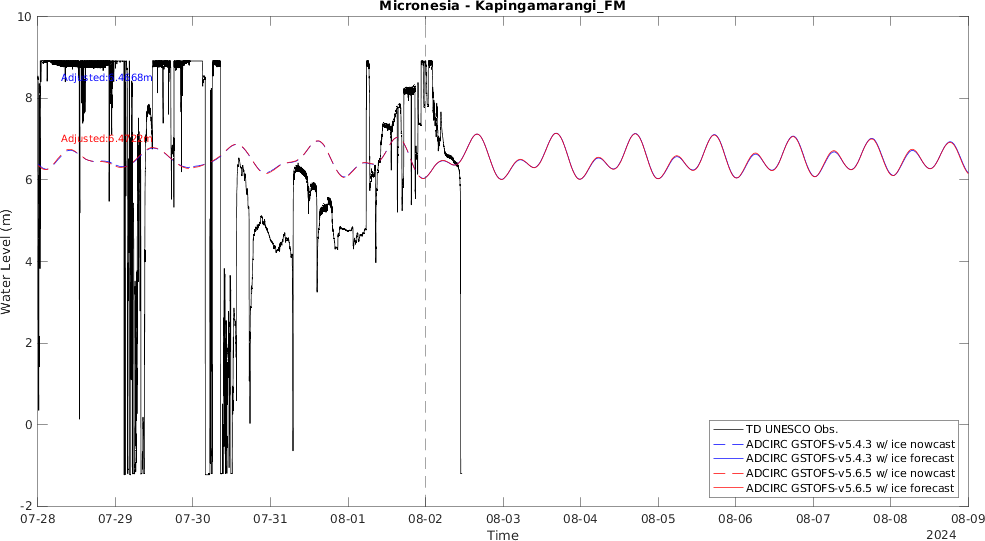 Micronesia - Kapingamarangi_FM
10
8
6
4
2
0
-2
Water Level (m)
07-28
07-29
07-30
07-31
08-01
08-02
08-03
08-04
08-05
08-06
08-07
08-08
08-09
Time
2024
TD UNESCO Obs.
ADCIRC GSTOFS-v5.4.3 w/ ice nowcast
ADCIRC GSTOFS-v5.4.3 w/ ice forecast
ADCIRC GSTOFS-v5.6.5 w/ ice nowcast
ADCIRC GSTOFS-v5.6.5 w/ ice forecast